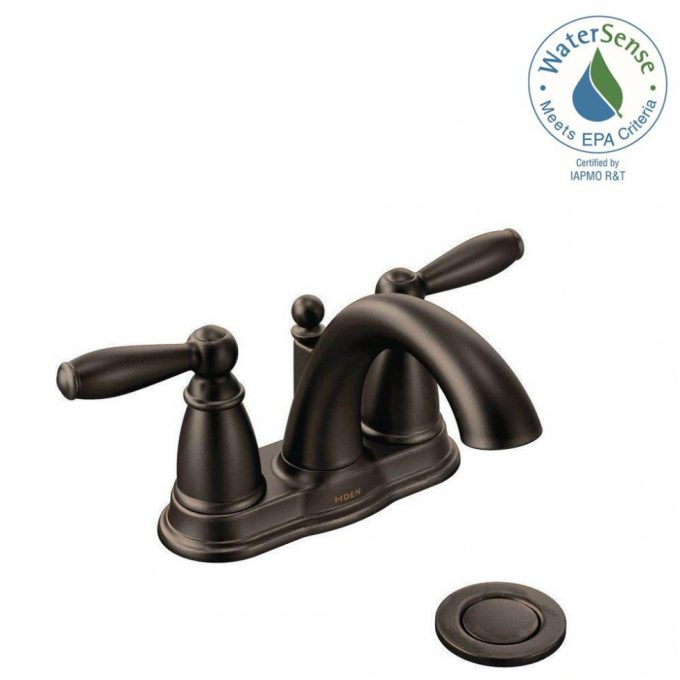 WaterSense
Meets EPA Criteria
Certified by
IAPMO R&T
MOEN